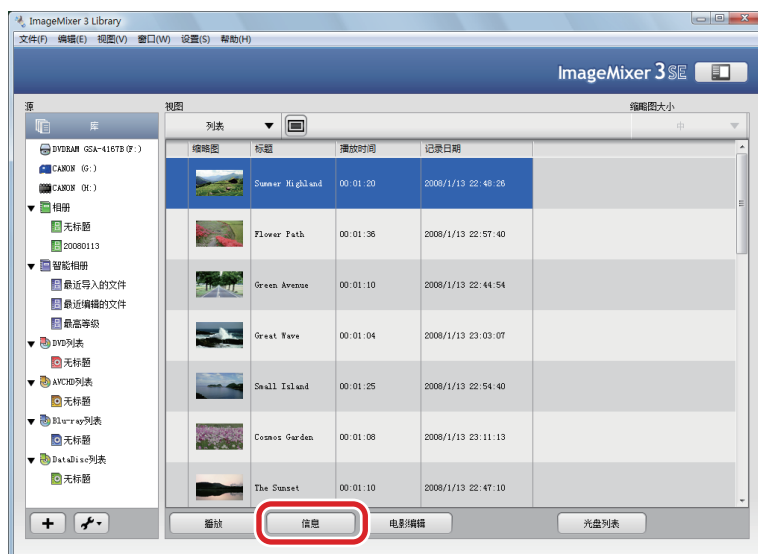 ImageMixer 3 Library
文件(F) 编辑(E) 视图(V) 窗口(W) 设置(S) 帮助(H)
ImageMixer 3 SE
源 视图 缩略图大小
库 列表 中
DVDRAM GSA-4167B(F:)
CANON (G:)
CANON (H:)
相册
无标题
20080113
智能相册
最近导入的文件
最近编辑的文件
最高等级
DVD列表
无标题
AVCHD列表
无标题
Blu-ray列表
无标题
DataDisc列表
无标题
缩略图 标题 播放时间 记录日期
Summer Highland 00:01:20 2008/1/13 22:48:26
Flower Path 00:01:36 2008/1/13 22:57:40
Green Avenue 00:01:10 2008/1/13 22:44:54
Great Wave 00:01:04 2008/1/13 23:03:07
Small Island 00:01:25 2008/1/13 22:54:40
Cosmos Garden 00:01:08 2008/1/13 23:11:13
The Sunset 00:01:10 2008/1/13 22:47:10
播放 信息 电影编辑 光盘列表